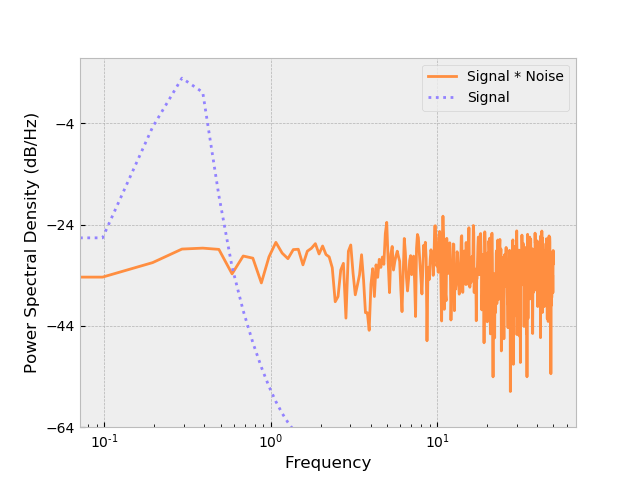 Signal * Noise
Signal
Power Spectral Density (dB/Hz)
−4
−24
−44
−64
10⁻¹
10⁰
10¹
Frequency